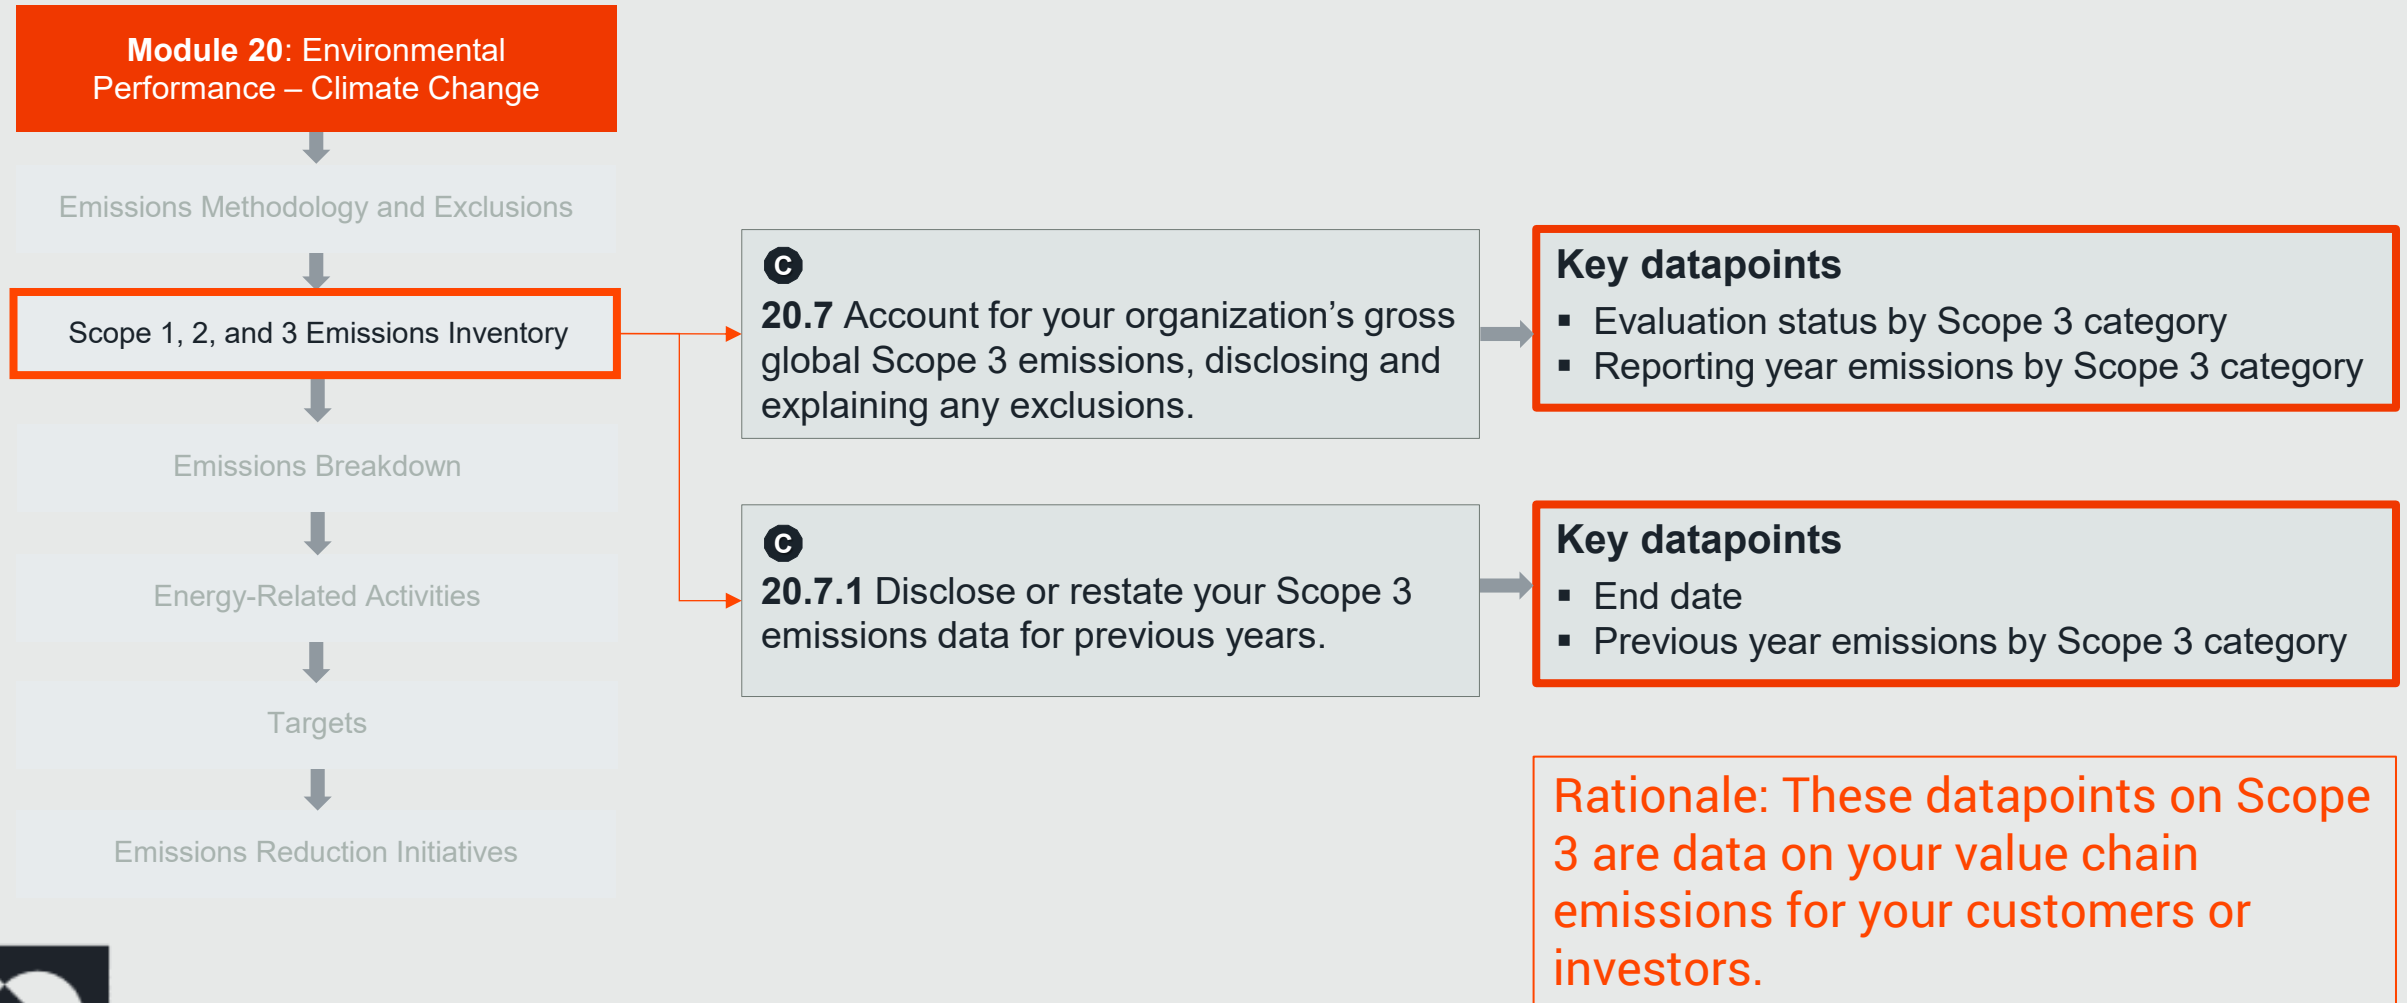 Module 20: Environmental
Performance – Climate Change
Emissions Methodology and Exclusions
Scope 1, 2, and 3 Emissions Inventory
Emissions Breakdown
Energy-Related Activities
Targets
Emissions Reduction Initiatives
C
20.7 Account for your organization’s gross
global Scope 3 emissions, disclosing and
explaining any exclusions.
Key datapoints
▪ Evaluation status by Scope 3 category
▪ Reporting year emissions by Scope 3 category
C
20.7.1 Disclose or restate your Scope 3
emissions data for previous years.
Key datapoints
▪ End date
▪ Previous year emissions by Scope 3 category
Rationale: These datapoints on Scope
3 are data on your value chain
emissions for your customers or
investors.